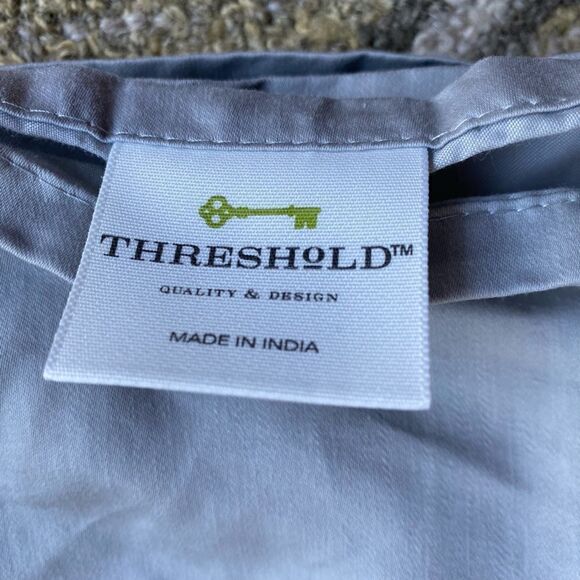 THRESHOLD™
QUALITY & DESIGN
MADE IN INDIA